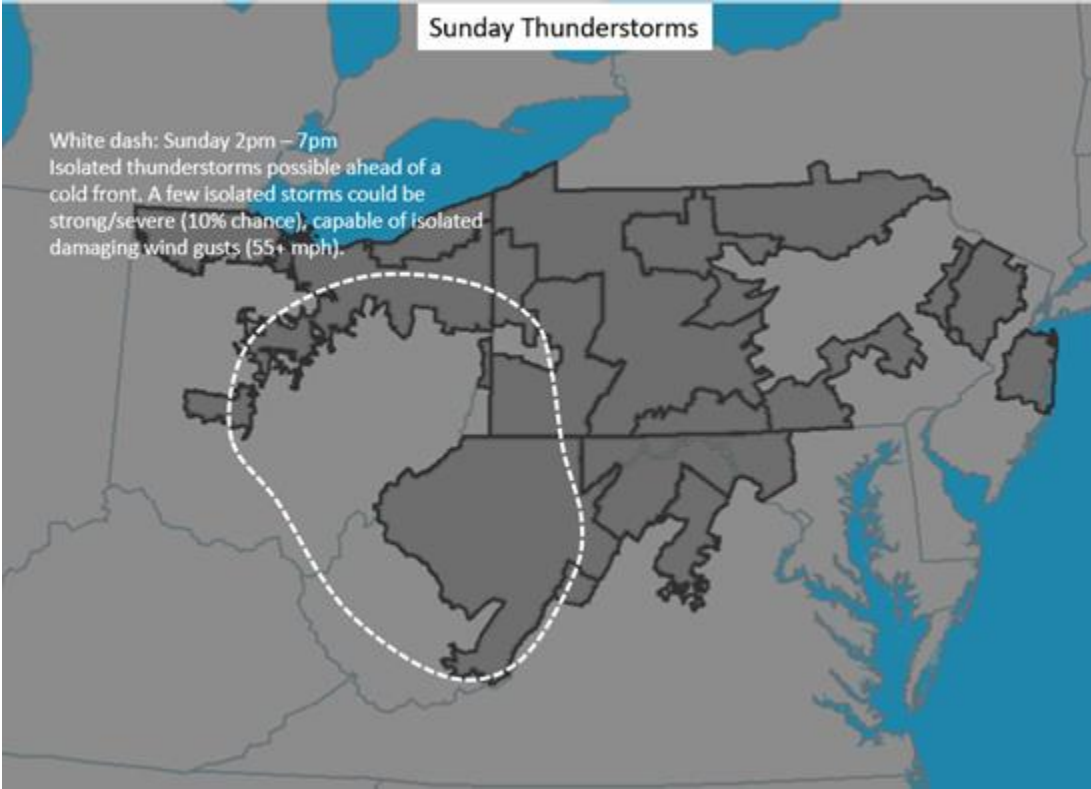 Sunday Thunderstorms
White dash: Sunday 2pm – 7pm
Isolated thunderstorms possible ahead of a
cold front. A few isolated storms could be
strong/severe (10% chance), capable of isolated
damaging wind gusts (55+ mph).